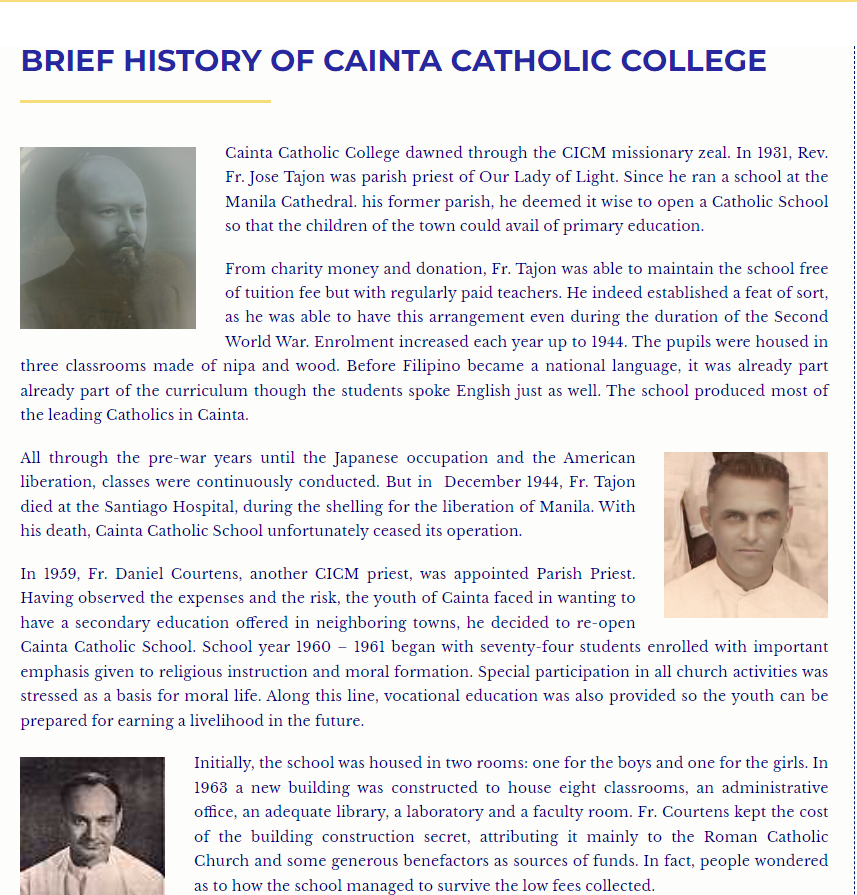 BRIEF HISTORY OF CAINTA CATHOLIC COLLEGE
Cainta Catholic College dawned through the CICM missionary zeal. In 1931, Rev.
Fr. Jose Tajon was parish priest of Our Lady of Light. Since he ran a school at the
Manila Cathedral. his former parish, he deemed it wise to open a Catholic School
so that the children of the town could avail of primary education.
From charity money and donation, Fr. Tajon was able to maintain the school free
of tuition fee but with regularly paid teachers. He indeed established a feat of sort,
as he was able to have this arrangement even during the duration of the Second
World War. Enrolment increased each year up to 1944. The pupils were housed in
three classrooms made of nipa and wood. Before Filipino became a national language, it was already part
already part of the curriculum though the students spoke English just as well. The school produced most of
the leading Catholics in Cainta.
All through the pre-war years until the Japanese occupation and the American
liberation, classes were continuously conducted. But in  December 1944, Fr. Tajon
died at the Santiago Hospital, during the shelling for the liberation of Manila. With
his death, Cainta Catholic School unfortunately ceased its operation.
In 1959, Fr. Daniel Courtens, another CICM priest, was appointed Parish Priest.
Having observed the expenses and the risk, the youth of Cainta faced in wanting to
have a secondary education offered in neighboring towns, he decided to re-open
Cainta Catholic School. School year 1960 – 1961 began with seventy-four students enrolled with important
emphasis given to religious instruction and moral formation. Special participation in all church activities was
stressed as a basis for moral life. Along this line, vocational education was also provided so the youth can be
prepared for earning a livelihood in the future.
Initially, the school was housed in two rooms: one for the boys and one for the girls. In
1963 a new building was constructed to house eight classrooms, an administrative
office, an adequate library, a laboratory and a faculty room. Fr. Courtens kept the cost
of the building construction secret, attributing it mainly to the Roman Catholic
Church and some generous benefactors as sources of funds. In fact, people wondered
as to how the school managed to survive the low fees collected.